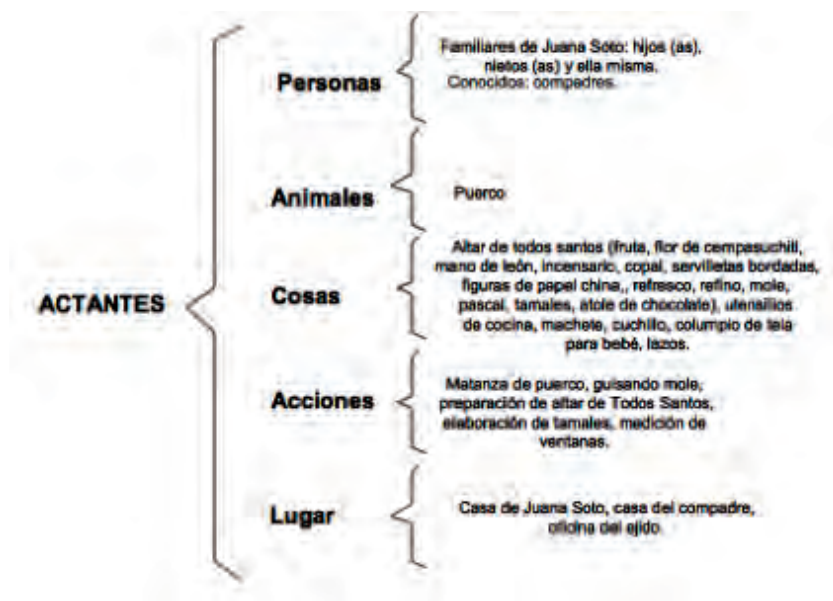 Familiares de Juana Soto: hijos (as),
nietos (as) y ella misma.
Personas
Conocidos: compadres.
Animales
Puerco
Altar de todos santos (fruta, flor de cempasuchill,
mano de león, incensario, copal, servilletas bordadas,
figuras de papel china,, refresco, refino, mole,
ACTANTES
Cosas
pascal, tamales, atole de chocolate), utensilios
de cocina, machete, cuchillo, columpio de tela
para bebé, lazos.
Acciones
Matanza de puerco, guisando mole,
preparación de altar de Todos Santos,
elaboración de tamales, medición de
ventanas.
Lugar
Casa de Juana Soto, casa del compadre,
oficina del ejido.